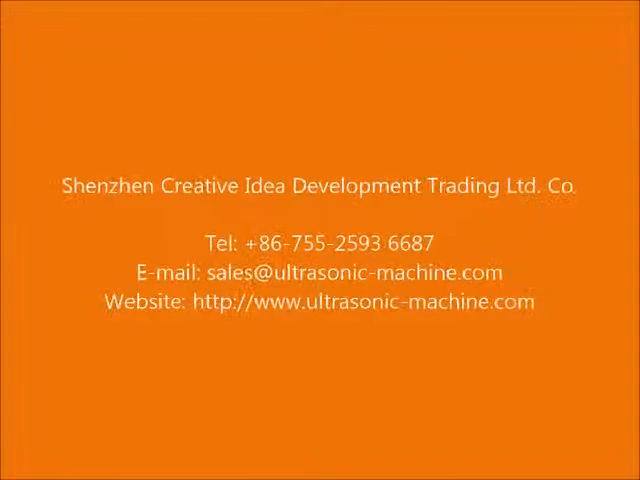 Shenzhen Creative Idea Development Trading Ltd. Co.
Tel: +86-755-2593 6687
E-mail: sales@ultrasonic-machine.com
Website: http://www.ultrasonic-machine.com